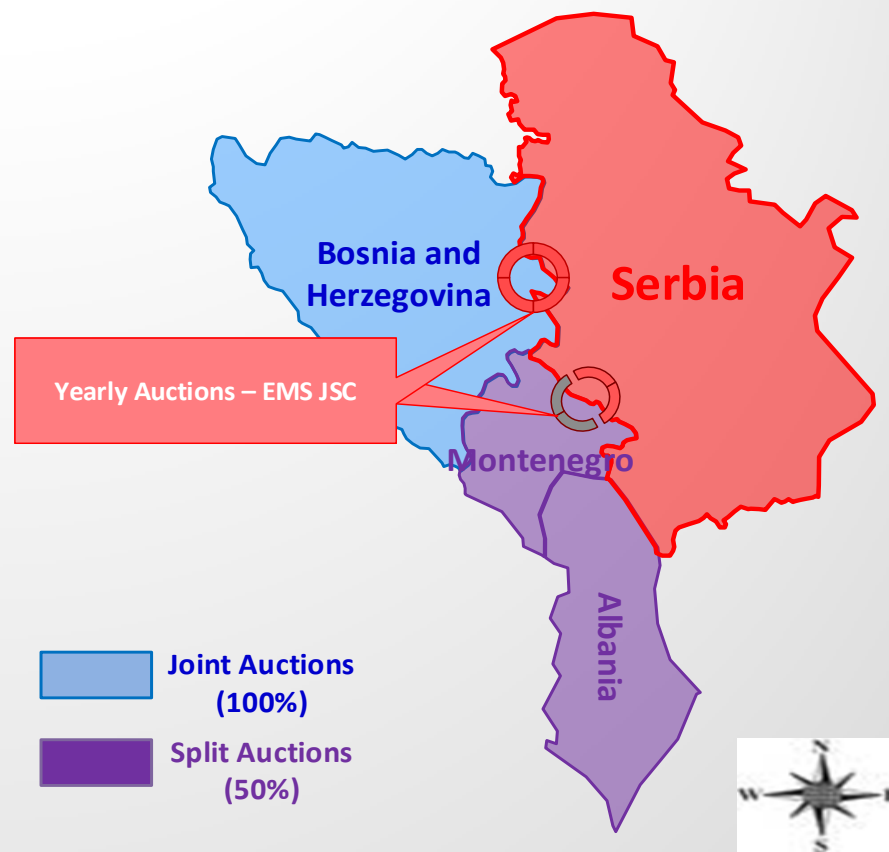 Bosnia and
Herzegovina
Serbia
Yearly Auctions – EMS JSC
Montenegro
Albania
Joint Auctions
(100%)
Split Auctions
(50%)
N
W
E
S